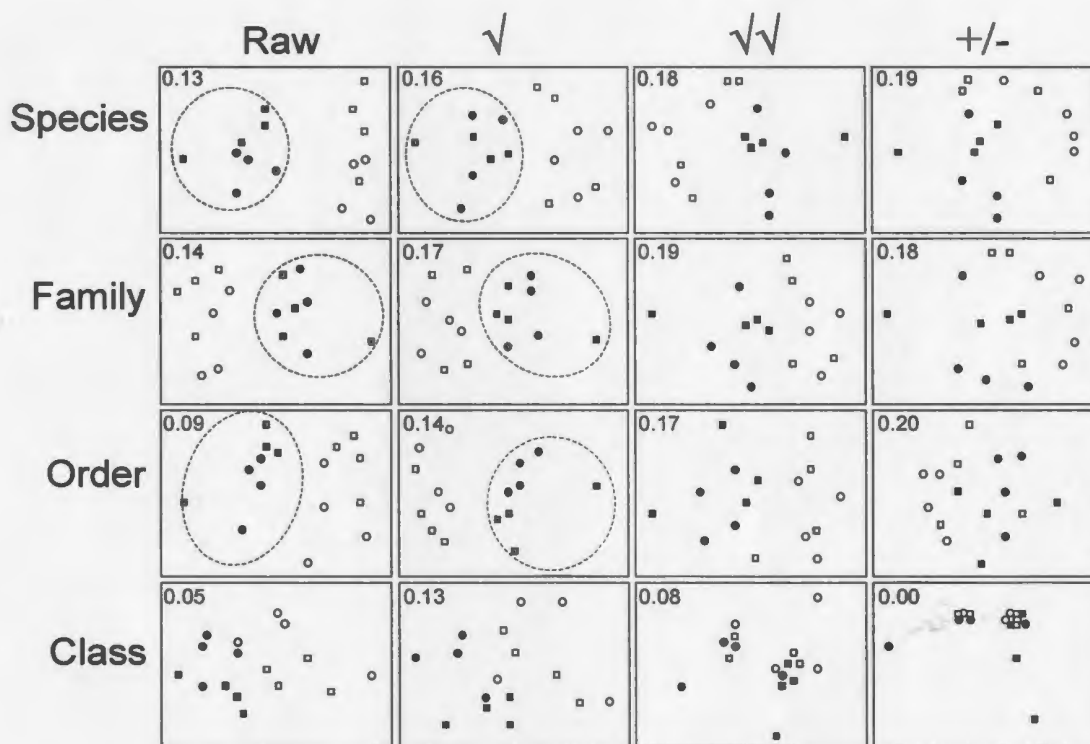 Raw √ √√ +/-
Species 0.13 0.16 0.18 0.19
Family 0.14 0.17 0.19 0.18
Order 0.09 0.14 0.17 0.20
Class 0.05 0.13 0.08 0.00